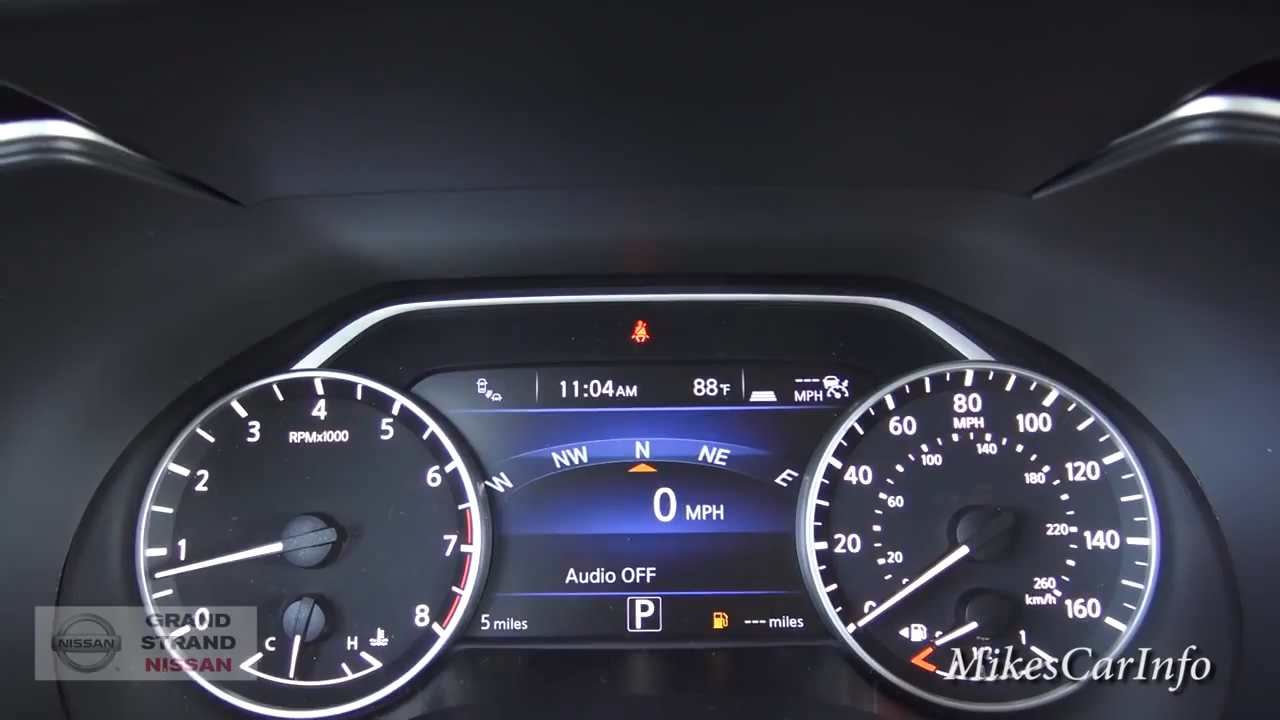 11:04AM
88°F
--- MPH
4
3
5
RPMx1000
2
6
1
7
0
8
C H
W NW N NE E
0 MPH
Audio OFF
5 miles
P
--- miles
80
MPH
60
100
40
120
20
140
0
160
140
100
180
60
220
20
260
km/h
1
NISSAN
GRAND
STRAND
NISSAN
MikesCarInfo